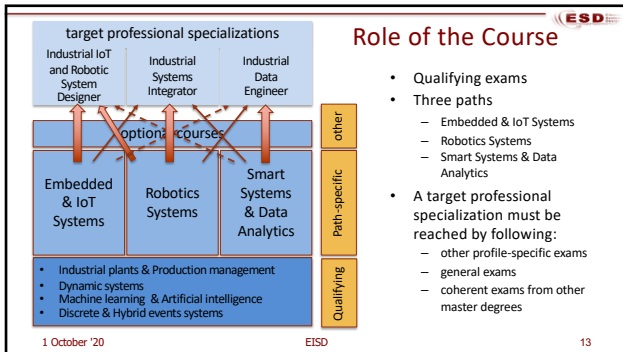 target professional specializations
Industrial IoT
and Robotic
System
Designer
Industrial
Systems
Integrator
Industrial
Data
Engineer
optional courses
other
Embedded
& IoT
Systems
Robotics
Systems
Smart
Systems
& Data
Analytics
Path-specific
• Industrial plants & Production management
• Dynamic systems
• Machine learning & Artificial intelligence
• Discrete & Hybrid events systems
Qualifying
ESD
Role of the Course
• Qualifying exams
• Three paths
– Embedded & IoT Systems
– Robotics Systems
– Smart Systems & Data
Analytics
• A target professional
specialization must be
reached by following:
– other profile-specific exams
– general exams
– coherent exams from other
master degrees
1 October '20
EISD
13